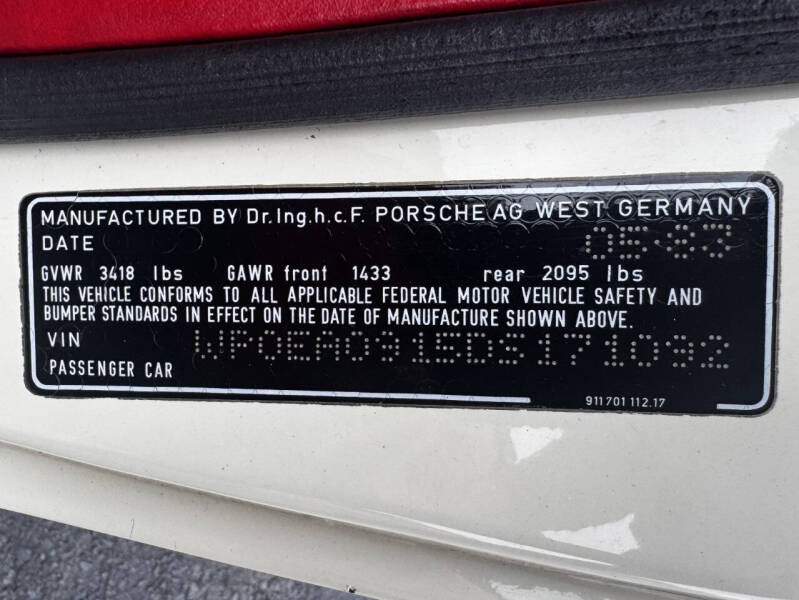 MANUFACTURED BY Dr.Ing.h.c.F. PORSCHE AG WEST GERMANY
DATE 05-83
GVWR 3418 lbs GAWR front 1433 rear 2095 lbs
THIS VEHICLE CONFORMS TO ALL APPLICABLE FEDERAL MOTOR VEHICLE SAFETY AND
BUMPER STANDARDS IN EFFECT ON THE DATE OF MANUFACTURE SHOWN ABOVE.
VIN WP0EA0915DS171092
PASSENGER CAR
911 701 112.17